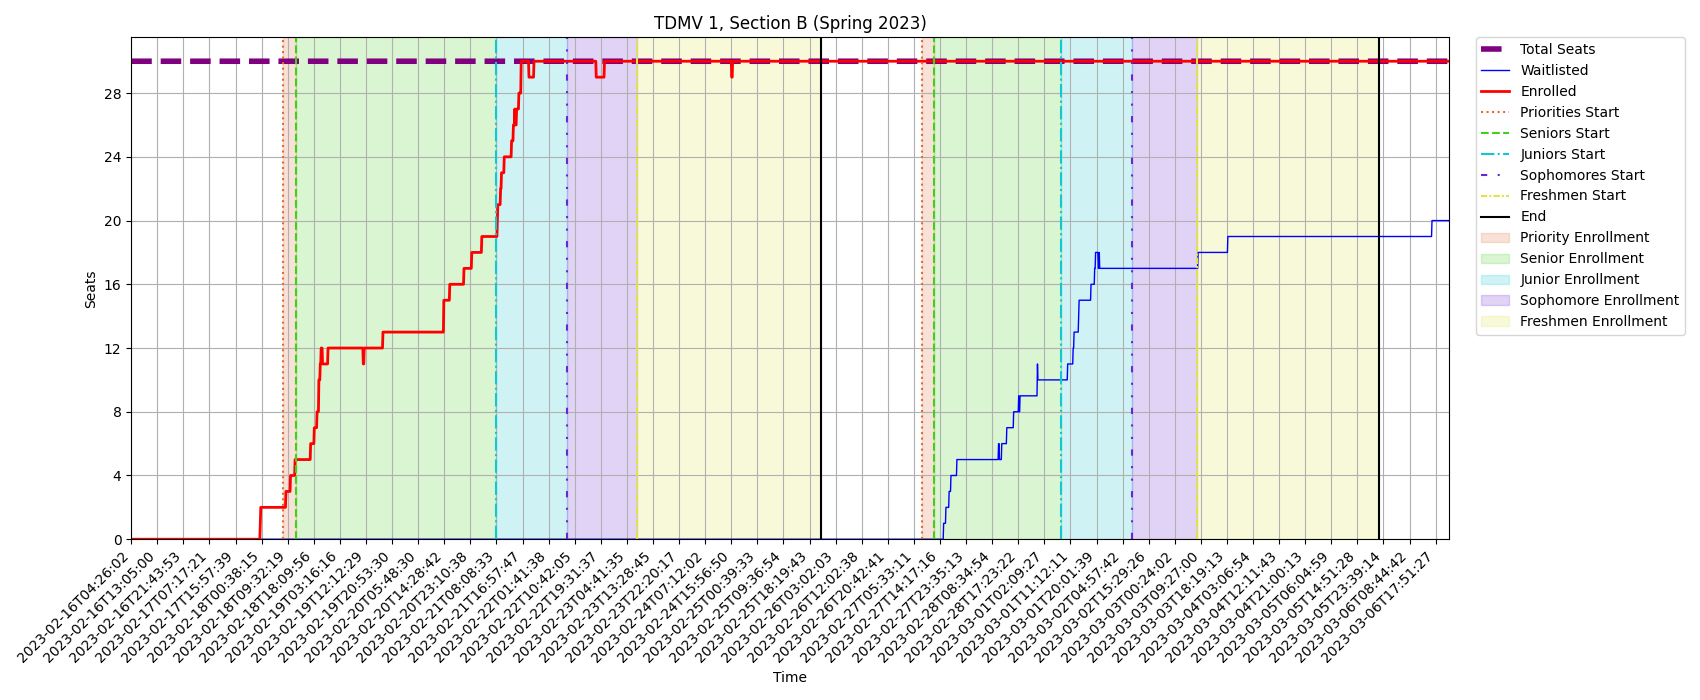 TDMV 1, Section B (Spring 2023)
Total Seats
Waitlisted
Enrolled
Priorities Start
Seniors Start
Juniors Start
Sophomores Start
Freshmen Start
End
Priority Enrollment
Senior Enrollment
Junior Enrollment
Sophomore Enrollment
Freshmen Enrollment
Seats
28
24
20
16
12
8
4
0
2023-02-16T04:26:02
2023-02-16T13:05:00
2023-02-16T21:43:53
2023-02-17T07:17:21
2023-02-17T15:57:39
2023-02-18T00:38:15
2023-02-18T09:32:19
2023-02-18T18:09:56
2023-02-19T03:16:16
2023-02-19T12:12:29
2023-02-19T20:53:30
2023-02-20T05:48:30
2023-02-20T14:28:42
2023-02-20T23:10:38
2023-02-21T08:08:33
2023-02-21T16:57:47
2023-02-22T01:41:38
2023-02-22T10:42:05
2023-02-22T19:31:37
2023-02-23T04:41:35
2023-02-23T13:28:45
2023-02-23T22:20:17
2023-02-24T07:12:02
2023-02-24T15:56:50
2023-02-25T00:39:33
2023-02-25T09:36:54
2023-02-25T18:19:43
2023-02-26T03:02:03
2023-02-26T12:02:38
2023-02-26T20:42:41
2023-02-27T05:33:11
2023-02-27T14:17:16
2023-02-27T23:35:13
2023-02-28T08:34:54
2023-02-28T17:23:22
2023-03-01T02:09:27
2023-03-01T11:12:11
2023-03-01T20:01:39
2023-03-02T04:57:42
2023-03-02T15:29:26
2023-03-03T00:24:02
2023-03-03T09:27:00
2023-03-03T18:19:13
2023-03-04T03:06:54
2023-03-04T12:11:43
2023-03-04T21:00:13
2023-03-05T06:04:59
2023-03-05T14:51:28
2023-03-05T23:39:14
2023-03-06T08:44:42
2023-03-06T17:51:27
Time